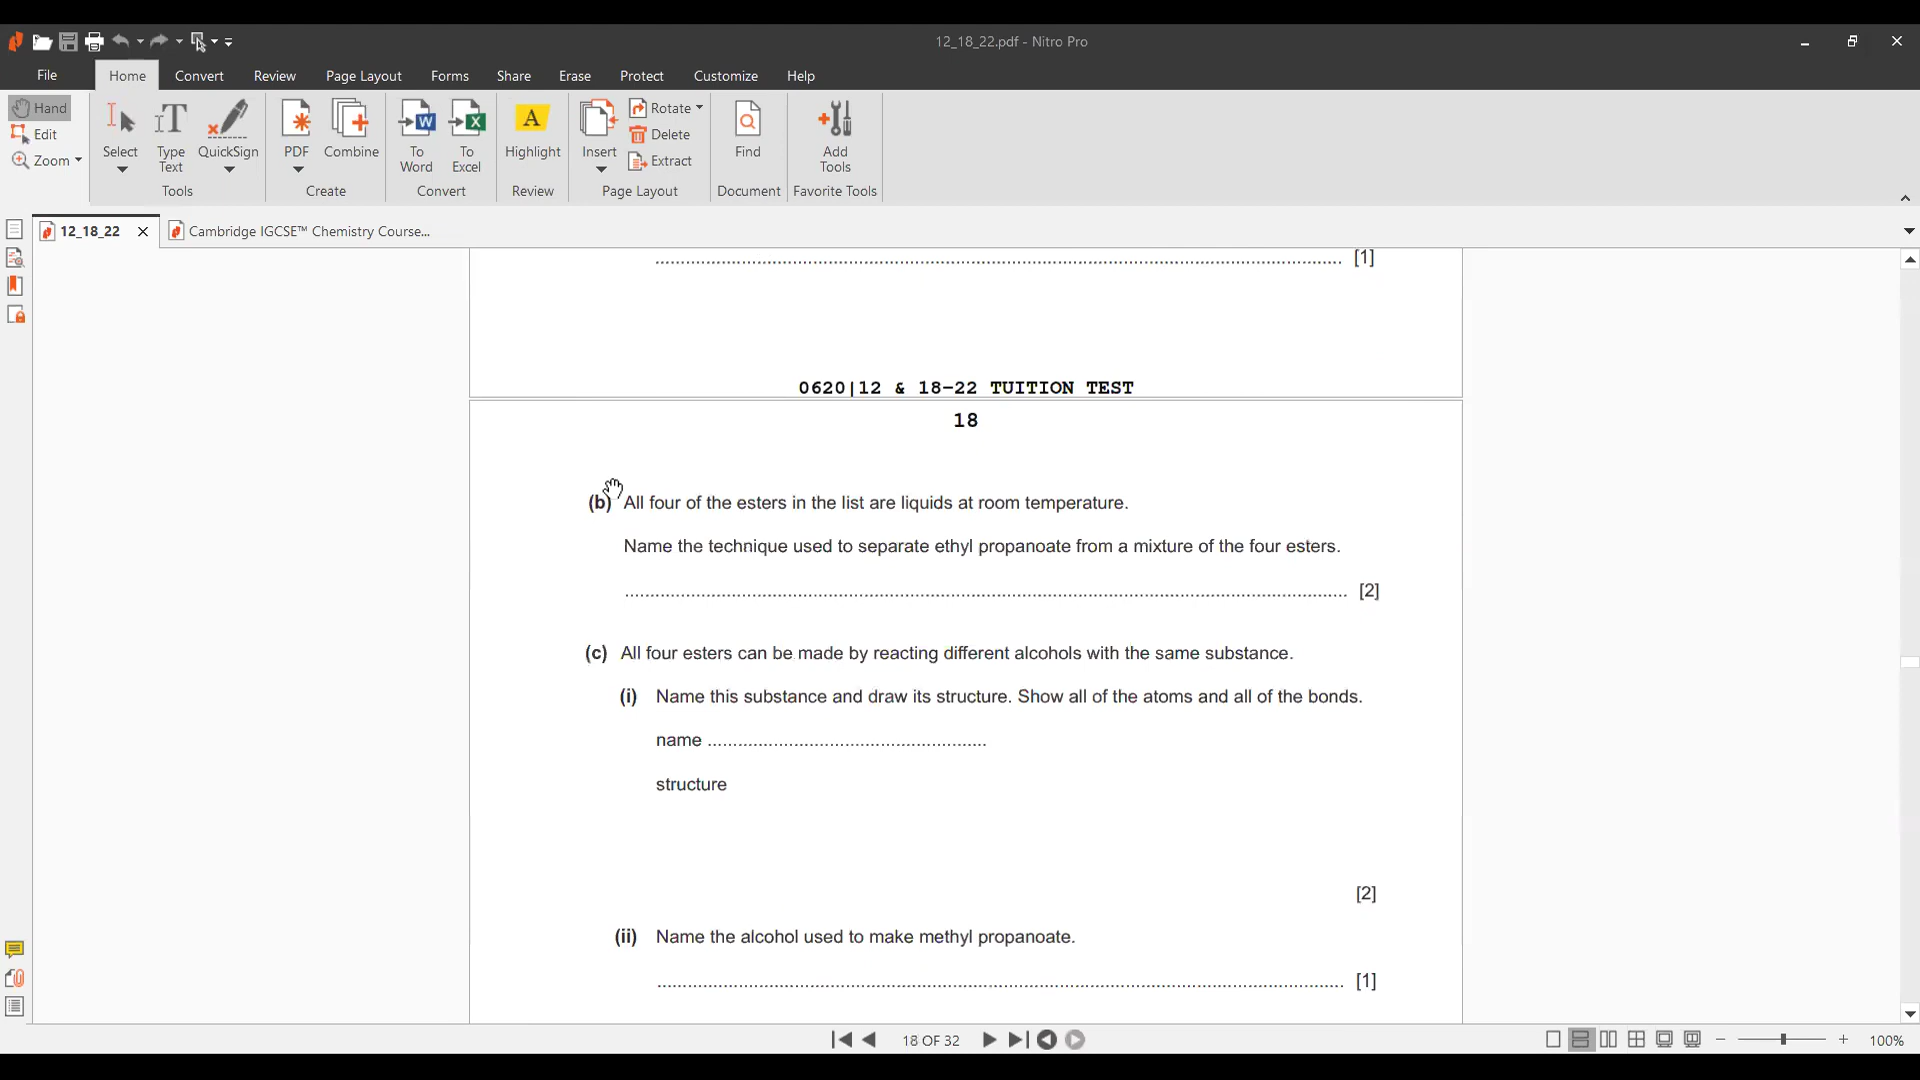 12_18_22.pdf - Nitro Pro
File Home Convert Review Page Layout Forms Share Erase Protect Customize Help
Hand
Edit
Zoom
Select
Type Text
QuickSign
Tools
PDF
Combine
Create
To Word
To Excel
Convert
A
Highlight
Review
Insert
Rotate
Delete
Extract
Page Layout
Find
Document
Add Tools
Favorite Tools
12_18_22
Cambridge IGCSE™ Chemistry Course...
[1]
0620|12 & 18-22 TUITION TEST
18
(b) All four of the esters in the list are liquids at room temperature.
Name the technique used to separate ethyl propanoate from a mixture of the four esters.
[2]
(c) All four esters can be made by reacting different alcohols with the same substance.
(i) Name this substance and draw its structure. Show all of the atoms and all of the bonds.
name
structure
[2]
(ii) Name the alcohol used to make methyl propanoate.
[1]
18 OF 32
100%